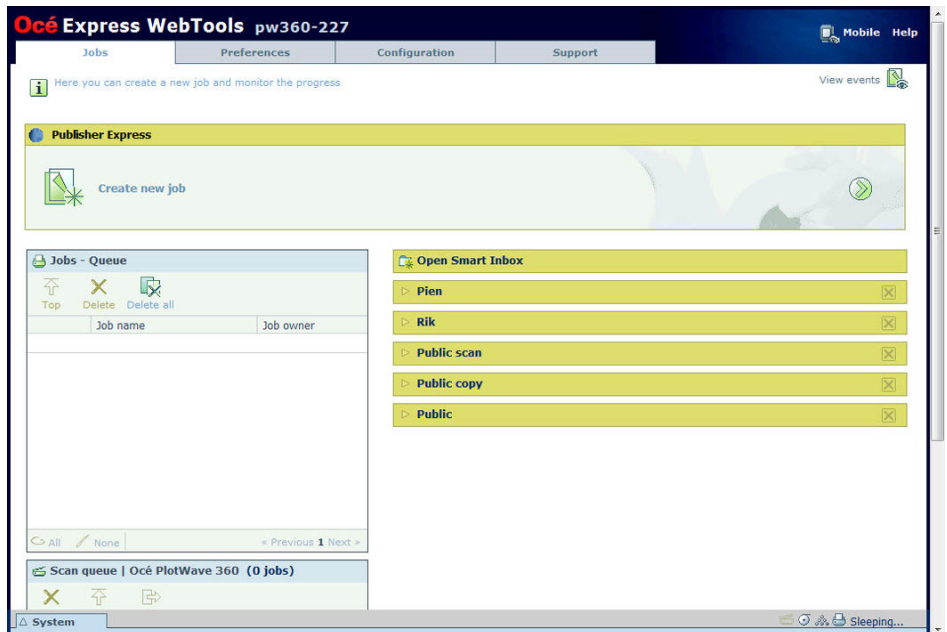 Océ Express WebTools pw360-227
Mobile Help
Jobs Preferences Configuration Support
Here you can create a new job and monitor the progress
View events
Publisher Express
Create new job
Jobs - Queue
Top Delete Delete all
Job name Job owner
All None « Previous 1 Next »
Scan queue | Océ PlotWave 360 (0 jobs)
Open Smart Inbox
Pien
Rik
Public scan
Public copy
Public
System
Sleeping...